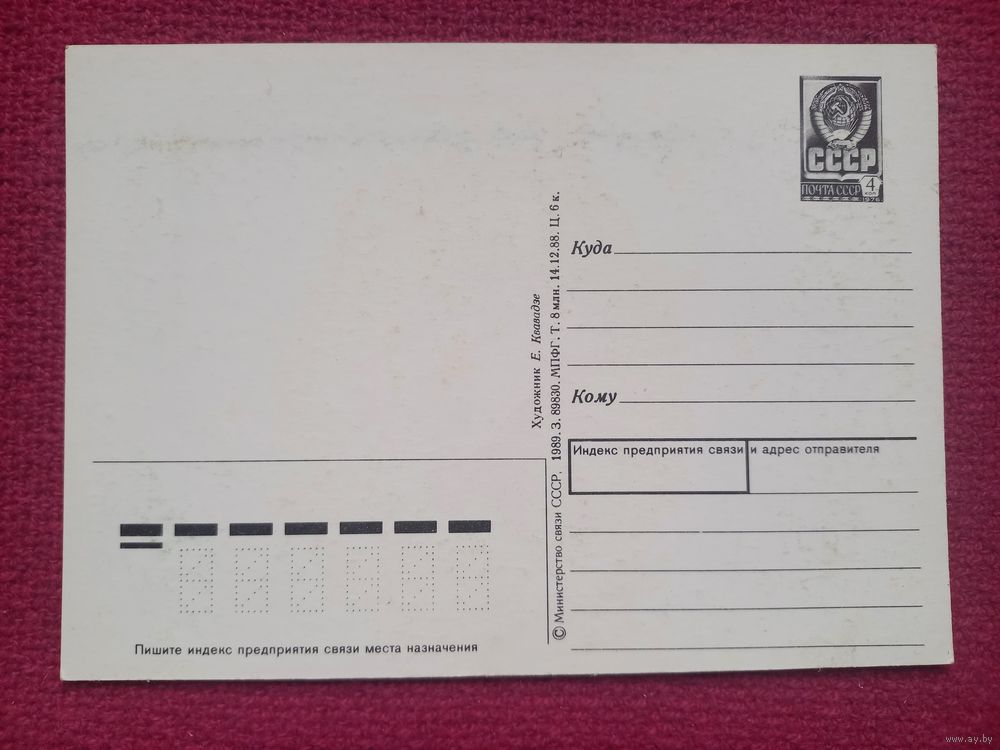 СССР
ПОЧТА СССР
4
КОП
1976
Куда
Кому
Индекс предприятия связи и адрес отправителя
Художник Е. Квавадзе
© Министерство связи СССР, 1989. З. 89830. МПФГ. Т. 8 млн. 14.12.88. Ц. 6 к.
Пишите индекс предприятия связи места назначения
www.ay.by